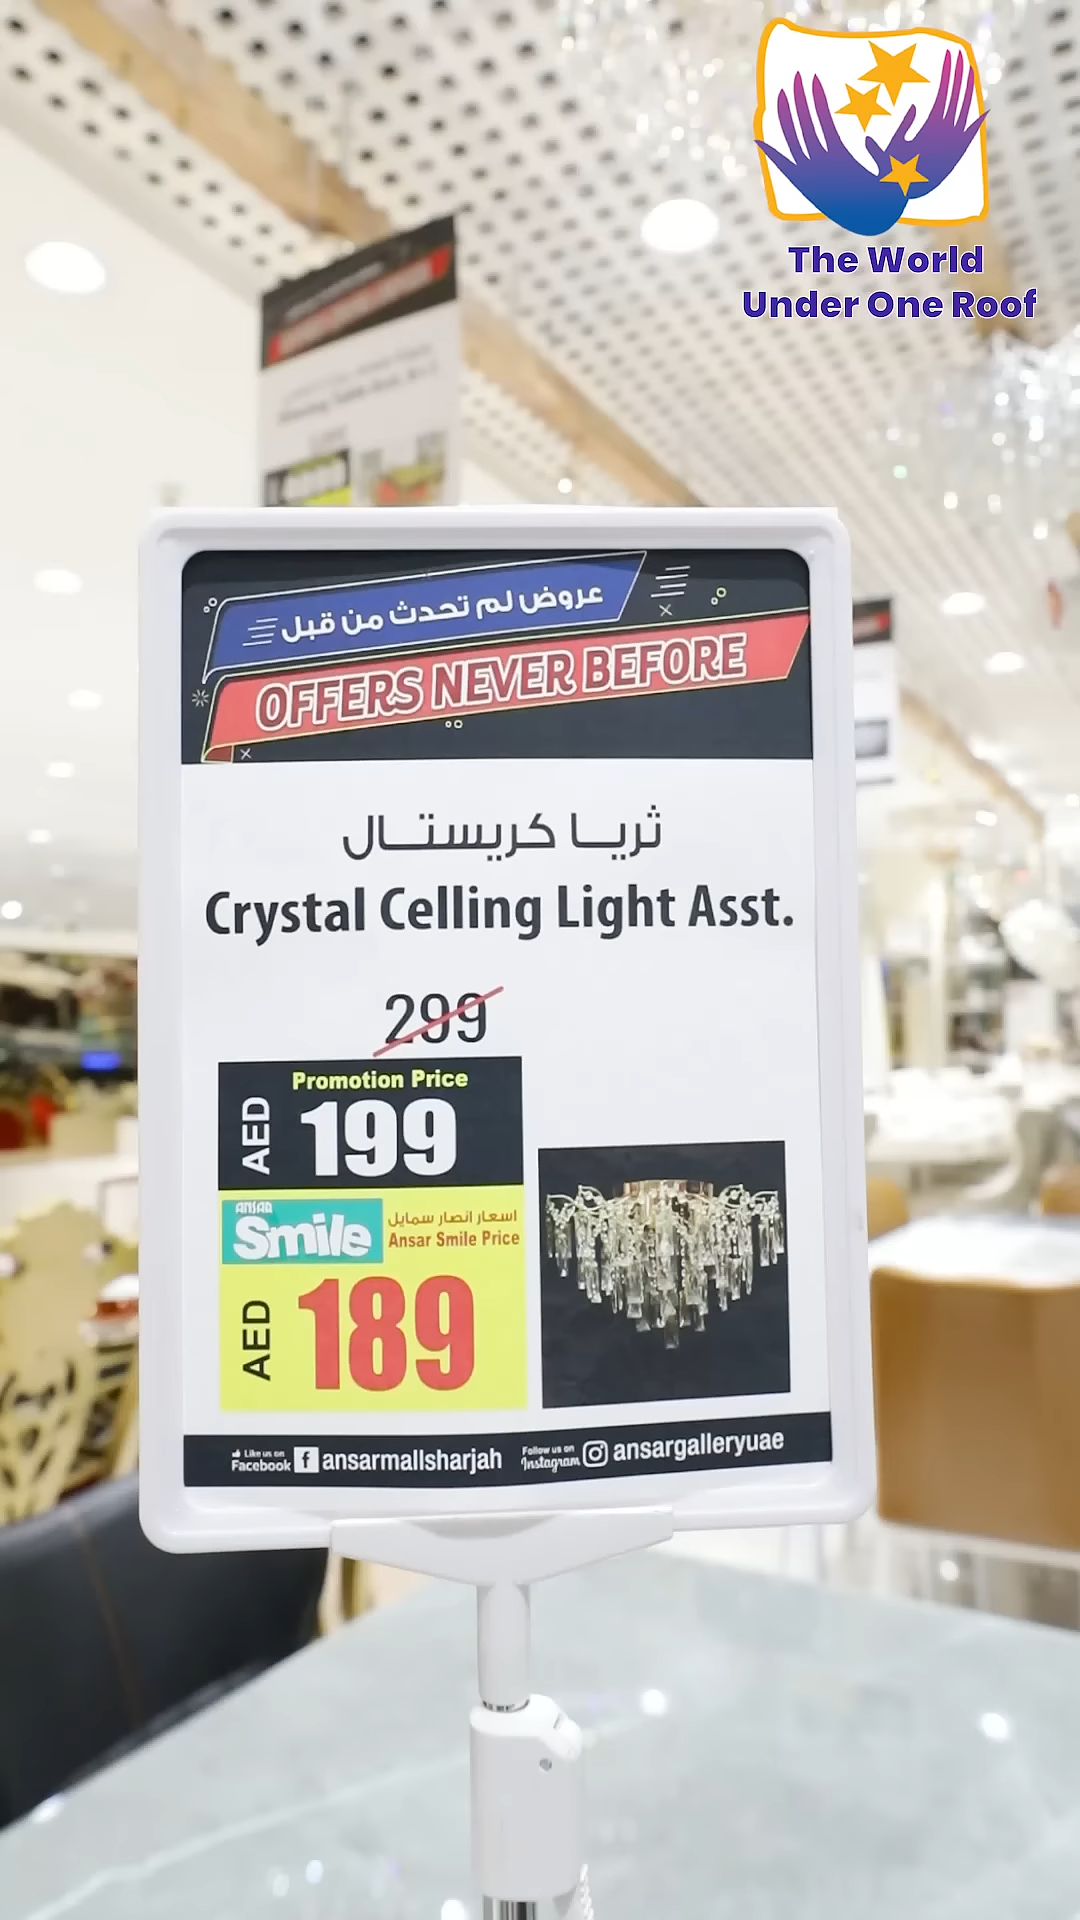 The World
Under One Roof
عروض لم تحدث من قبل
OFFERS NEVER BEFORE
ثريـا كريستـال
Crystal Celling Light Asst.
299
Promotion Price
AED 199
ANSAR
Smile
اسعار انصار سمايل
Ansar Smile Price
AED 189
Like us on
Facebook f ansarmallsharjah
Follow us on
Instagram ansargalleryuae